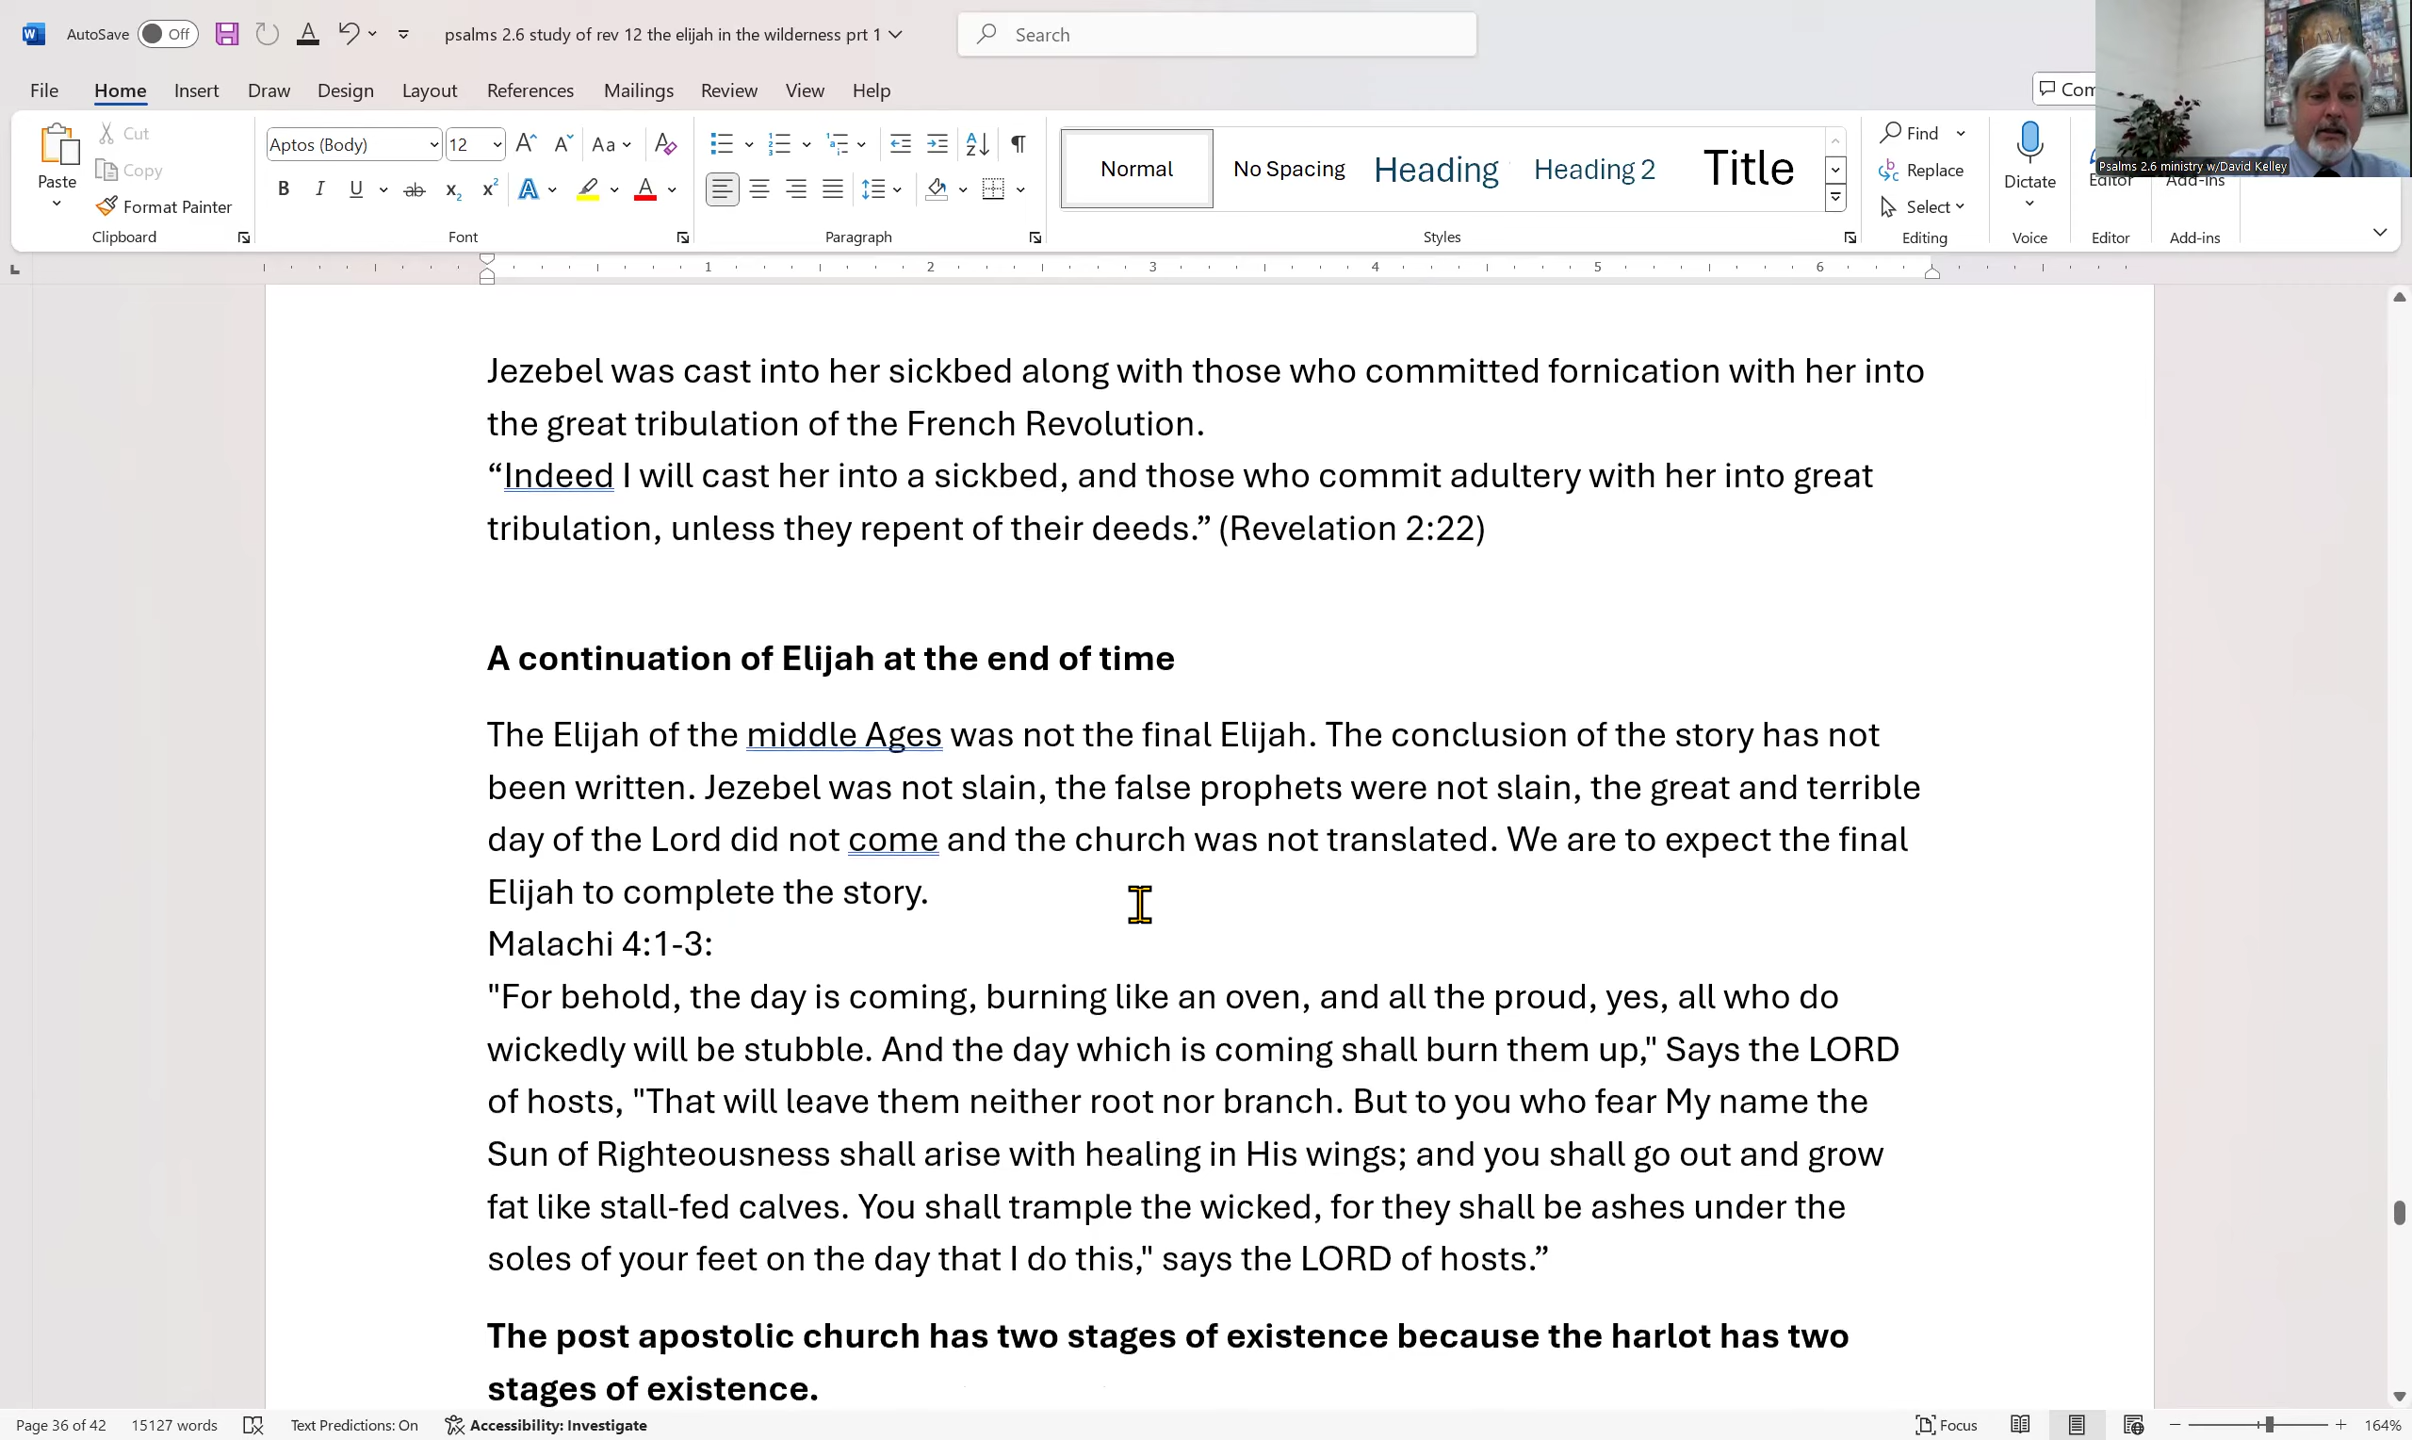 AutoSave Off psalms 2.6 study of rev 12 the elijah in the wilderness prt 1 Search
File Home Insert Draw Design Layout References Mailings Review View Help
Paste Cut Copy Format Painter Clipboard
Aptos (Body) 12 Font
Paragraph
Normal No Spacing Heading Heading 2 Title Styles
Find Replace Select Editing
Dictate Voice
Editor Editor
Add-ins Add-ins
Psalms 2.6 ministry w/David Kelley
1 2 3 4 5 6
Jezebel was cast into her sickbed along with those who committed fornication with her into
the great tribulation of the French Revolution.
“Indeed I will cast her into a sickbed, and those who commit adultery with her into great
tribulation, unless they repent of their deeds.” (Revelation 2:22)
A continuation of Elijah at the end of time
The Elijah of the middle Ages was not the final Elijah. The conclusion of the story has not
been written. Jezebel was not slain, the false prophets were not slain, the great and terrible
day of the Lord did not come and the church was not translated. We are to expect the final
Elijah to complete the story.
Malachi 4:1-3:
"For behold, the day is coming, burning like an oven, and all the proud, yes, all who do
wickedly will be stubble. And the day which is coming shall burn them up," Says the LORD
of hosts, "That will leave them neither root nor branch. But to you who fear My name the
Sun of Righteousness shall arise with healing in His wings; and you shall go out and grow
fat like stall-fed calves. You shall trample the wicked, for they shall be ashes under the
soles of your feet on the day that I do this," says the LORD of hosts.”
The post apostolic church has two stages of existence because the harlot has two
stages of existence.
Page 36 of 42 15127 words Text Predictions: On Accessibility: Investigate Focus 164%